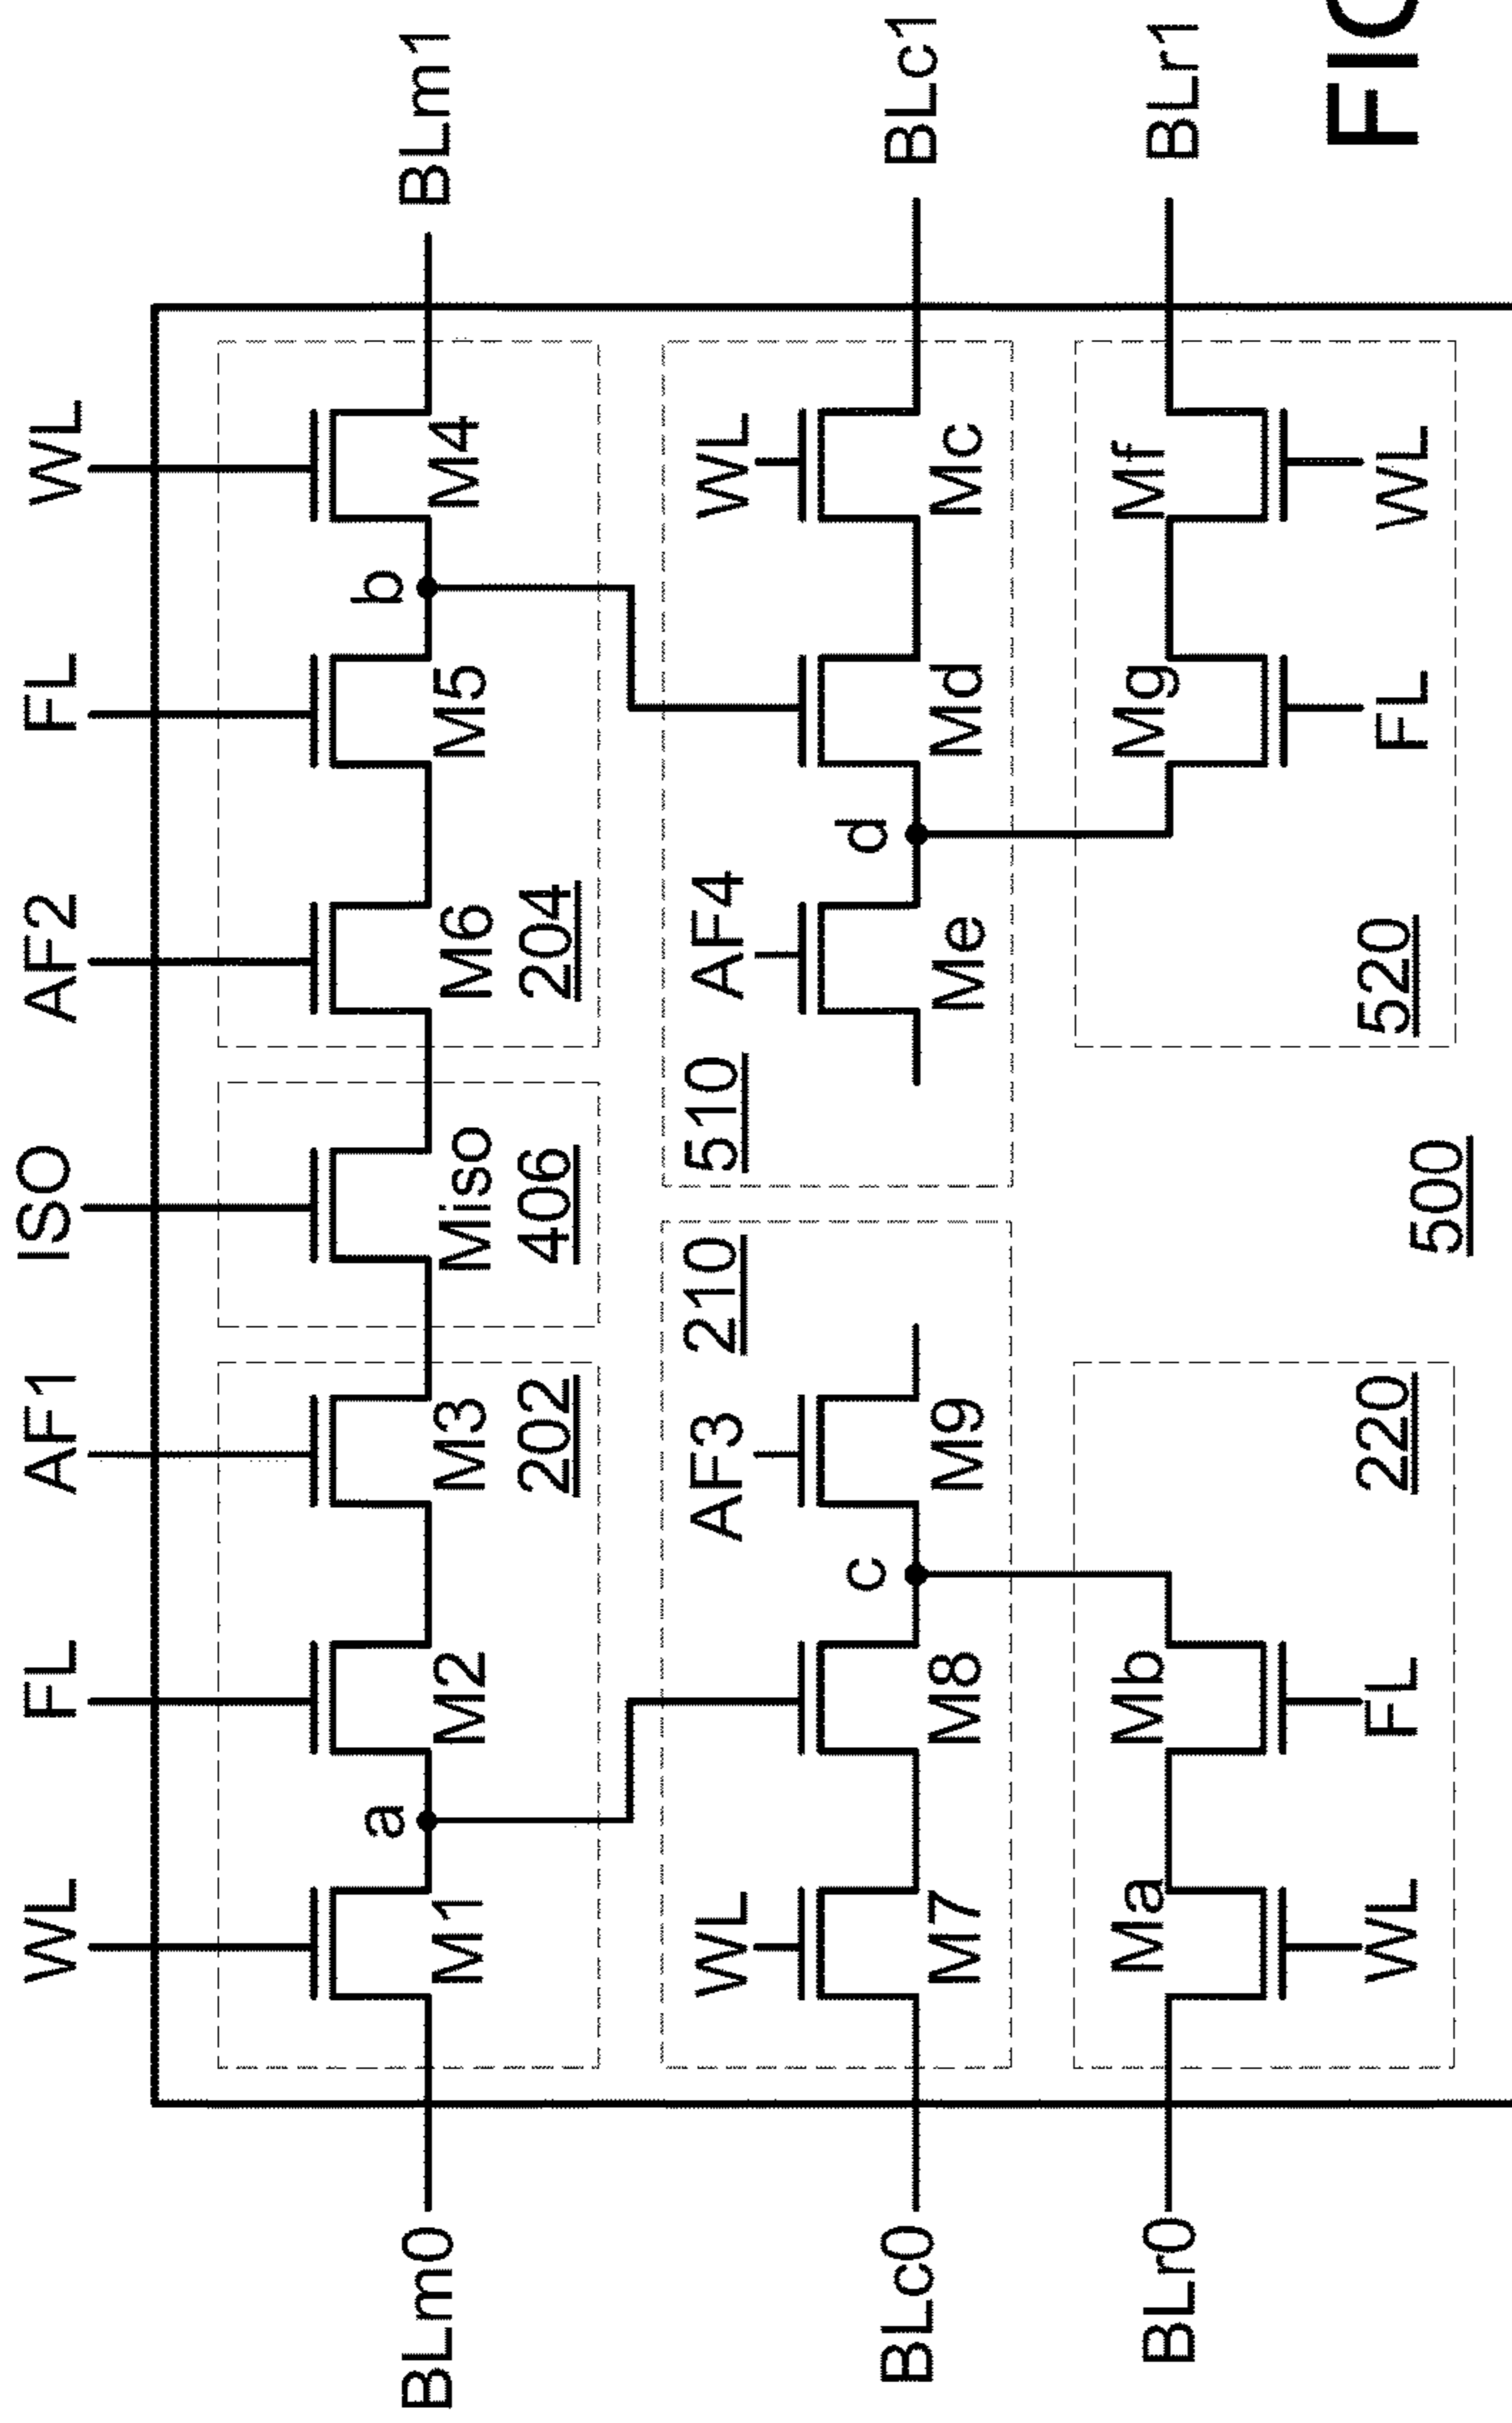 WL FL AF1 ISO AF2 FL WL
BLm0 a b BLm1
M1 M2 M3 Miso M6 M5 M4
202 406 204
210 510
WL AF3 AF4 WL
BLc0 c d BLc1
M7 M8 M9 Me Md Mc
BLr0 Ma Mb Mg Mf BLr1
WL FL 220 520 FL WL
500